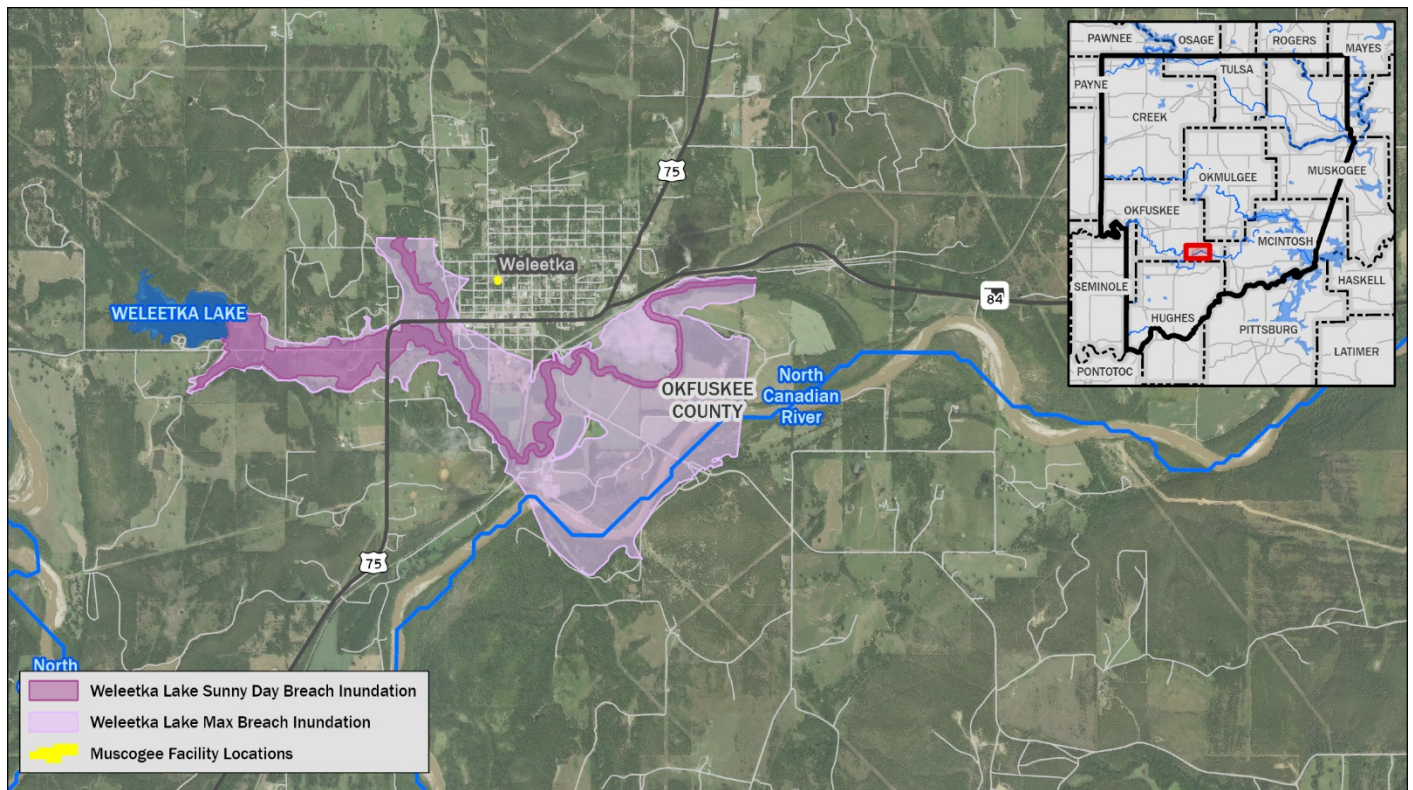 PAWNEE
OSAGE
ROGERS
MAYES
TULSA
PAYNE
CREEK
MUSKOGEE
OKMULGEE
OKFUSKEE
MCINTOSH
HASKELL
SEMINOLE
HUGHES
PITTSBURG
LATIMER
PONTOTOC
75
Weleetka
84
WELEETKA LAKE
OKFUSKEE
COUNTY
North
Canadian
River
75
North
Weleetka Lake Sunny Day Breach Inundation
Weleetka Lake Max Breach Inundation
Muscogee Facility Locations